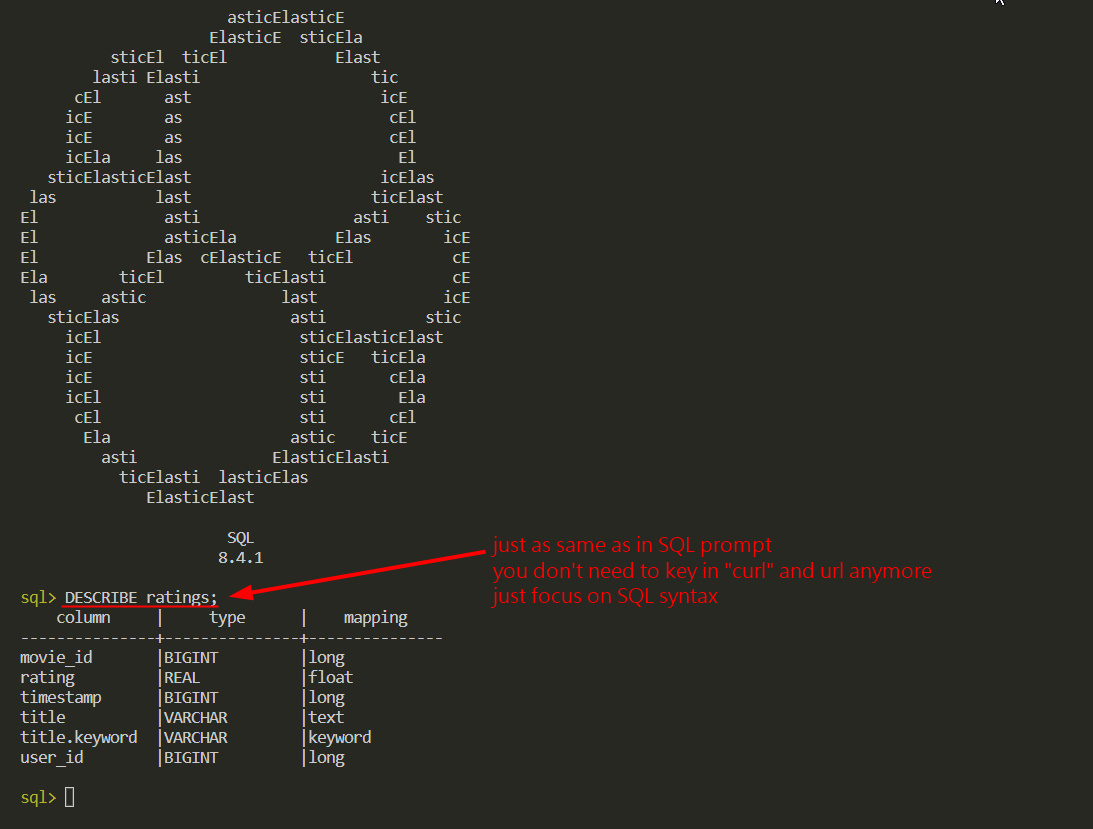 asticElasticE
ElasticE  sticEla
sticEl  ticEl            Elast
lasti Elasti                   tic
cEl       ast                     icE
icE        as                       cEl
icE        as                       cEl
icEla     las                        El
sticElasticElast                     icElas
las           last                    ticElast
El              asti                 asti    stic
El              asticEla           Elas        icE
El            Elas  cElasticE   ticEl           cE
Ela        ticEl         ticElasti              cE
las     astic               last              icE
sticElas                   asti           stic
icEl                      sticElasticElast
icE                       sticE   ticEla
icE                       sti       cEla
icEl                      sti        Ela
cEl                      sti       cEl
Ela                    astic    ticE
asti               ElasticElasti
ticElasti  lasticElas
ElasticElast
SQL
8.4.1
just as same as in SQL prompt
you don't need to key in "curl" and url anymore
just focus on SQL syntax
sql> DESCRIBE ratings;
column     |     type      |    mapping
---------------+---------------+---------------
movie_id       |BIGINT         |long
rating         |REAL           |float
timestamp      |BIGINT         |long
title          |VARCHAR        |text
title.keyword  |VARCHAR        |keyword
user_id        |BIGINT         |long
sql>